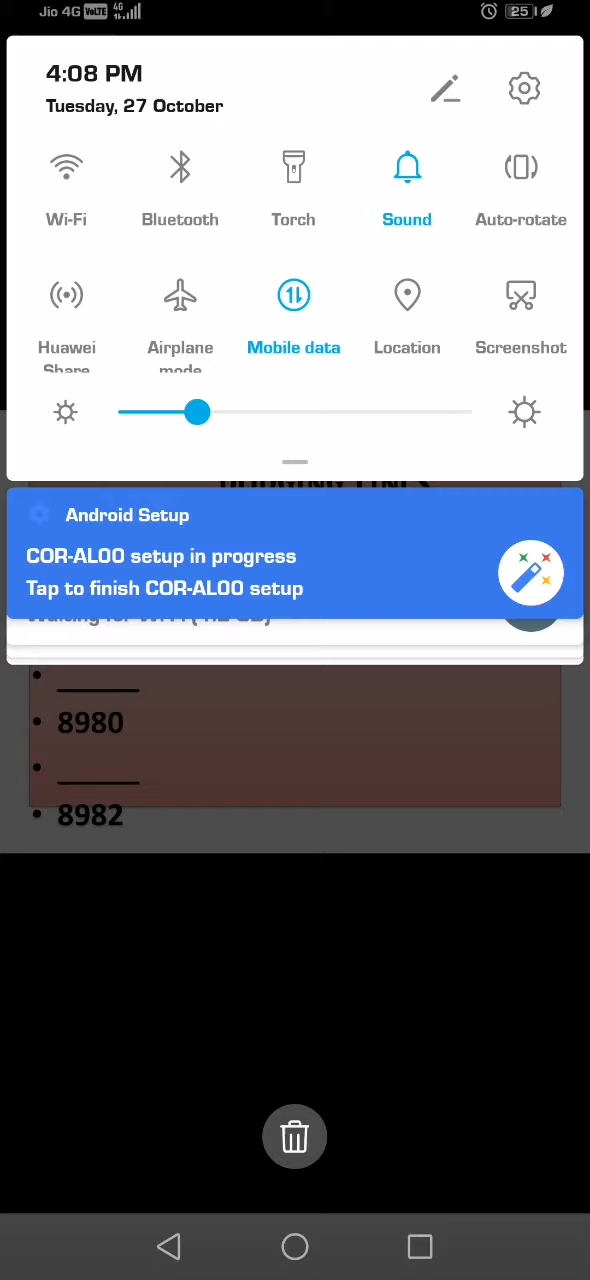 Jio 4G VoLTE 4G 25
4:08 PM
Tuesday, 27 October
Wi-Fi Bluetooth Torch Sound Auto-rotate
Huawei Airplane Mobile data Location Screenshot
Share mode
Android Setup
COR-AL00 setup in progress
Tap to finish COR-AL00 setup
8980
8982